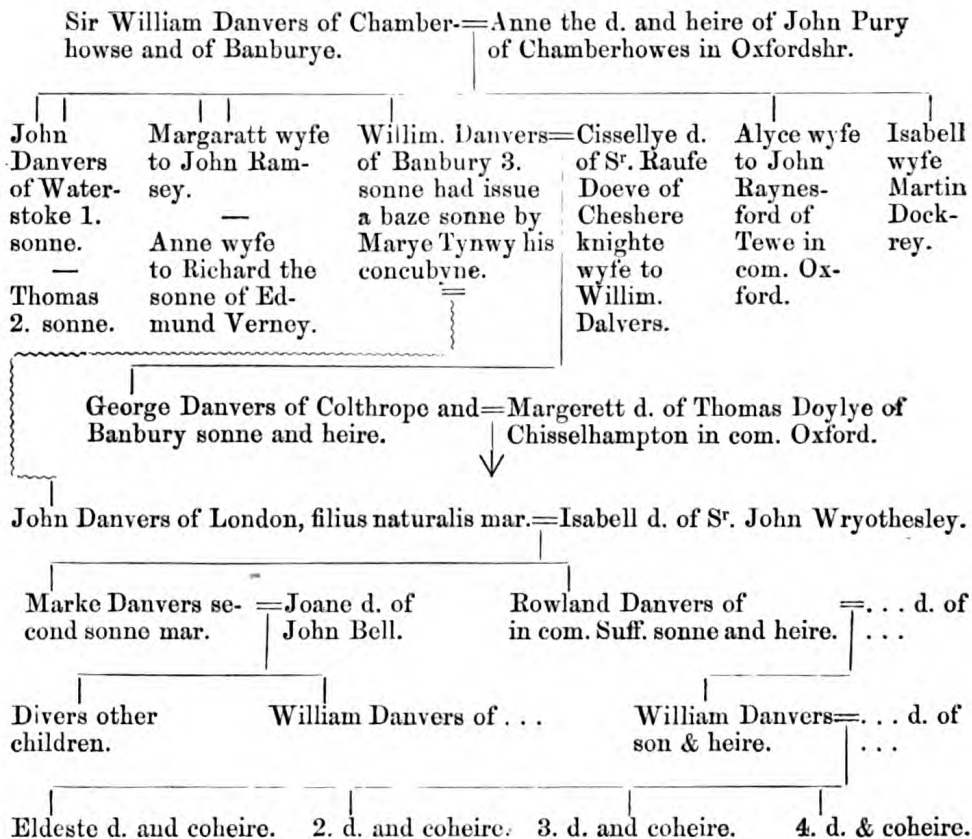 Sir William Danvers of Chamber-=Anne the d. and heire of John Pury
howse and of Banburye. of Chamberhowes in Oxfordshr.
John
Danvers
of Water-
stoke 1.
sonne.
—
Thomas
2. sonne.
Margaratt wyfe
to John Ram-
sey.
—
Anne wyfe
to Richard the
sonne of Ed-
mund Verney.
Willim. Danvers=
of Banbury 3.
sonne had issue
a baze sonne by
Marye Tynwy his
concubyne.
=
Cissellye d.
of Sr. Raufe
Doeve of
Cheshere
knighte
wyfe to
Willim.
Dalvers.
Alyce wyfe
to John
Raynes-
ford of
Tewe in
com. Ox-
ford.
Isabell
wyfe
Martin
Dock-
rey.
George Danvers of Colthrope and=Margerett d. of Thomas Doylye of
Banbury sonne and heire. Chisselhampton in com. Oxford.
John Danvers of London, filius naturalis mar.=Isabell d. of Sr. John Wryothesley.
Marke Danvers se-
cond sonne mar.
=Joane d. of
John Bell.
Rowland Danvers of
in com. Suff. sonne and heire.
=. . . d. of
. . .
Divers other
children.
William Danvers of . . .
William Danvers=. . . d. of
son & heire. . . .
Eldeste d. and coheire. 2. d. and coheire. 3. d. and coheire. 4. d. & coheire.